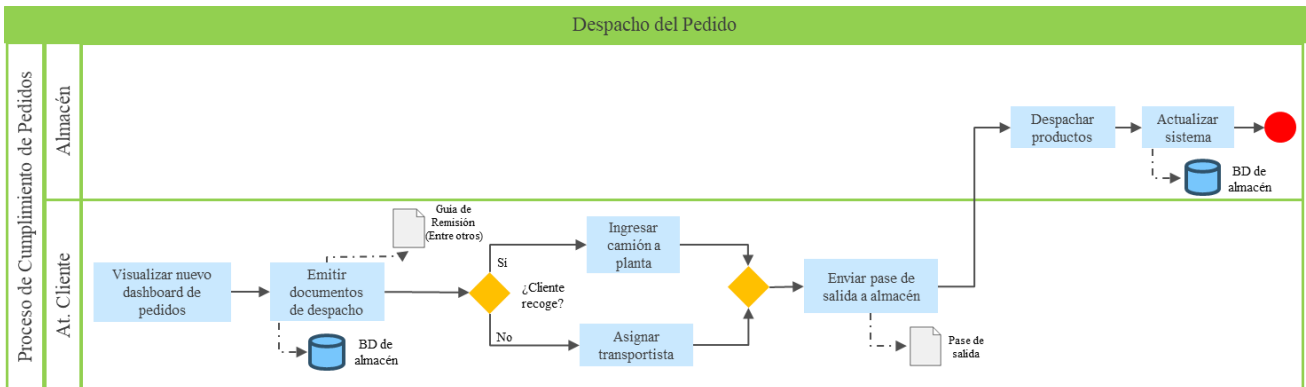 Despacho del Pedido
Proceso de Cumplimiento de Pedidos
Almacén
Despachar
productos
Actualizar
sistema
BD de
almacén
At. Cliente
Visualizar nuevo
dashboard de
pedidos
Emitir
documentos
de despacho
Guía de
Remisión
(Entre otros)
BD de
almacén
Si
¿Cliente
recoge?
No
Ingresar
camión a
planta
Asignar
transportista
Enviar pase de
salida a almacén
Pase de
salida